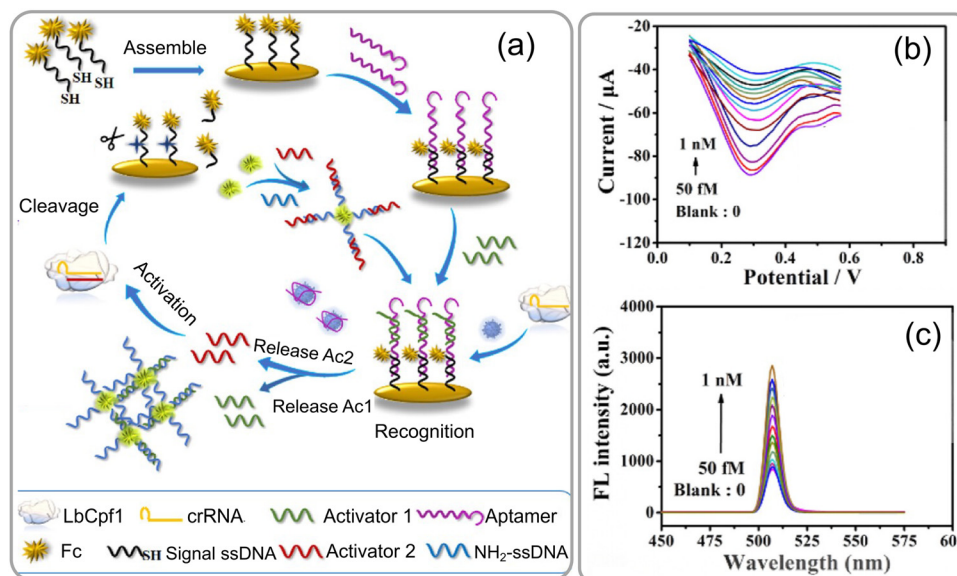 (a)
Assemble
SH
SH
SH
Cleavage
Activation
Release Ac2
Release Ac1
Recognition
LbCpf1
crRNA
Activator 1
Aptamer
Fc
SH
Signal ssDNA
Activator 2
NH2-ssDNA
(b)
Current / μA
-20
-40
-60
-80
-100
-120
1 nM
50 fM
Blank : 0
0.0
0.2
0.4
0.6
0.8
1.0
Potential / V
(c)
FL intensity (a.u.)
4000
3000
2000
1000
0
1 nM
50 fM
Blank : 0
450
475
500
525
550
575
60
Wavelength (nm)